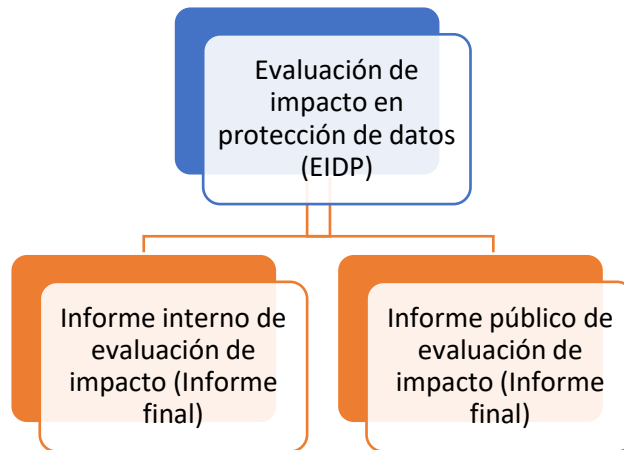 Evaluación de
impacto en
protección de datos
(EIDP)
Informe interno de
evaluación de
impacto (Informe
final)
Informe público de
evaluación de
impacto (Informe
final)